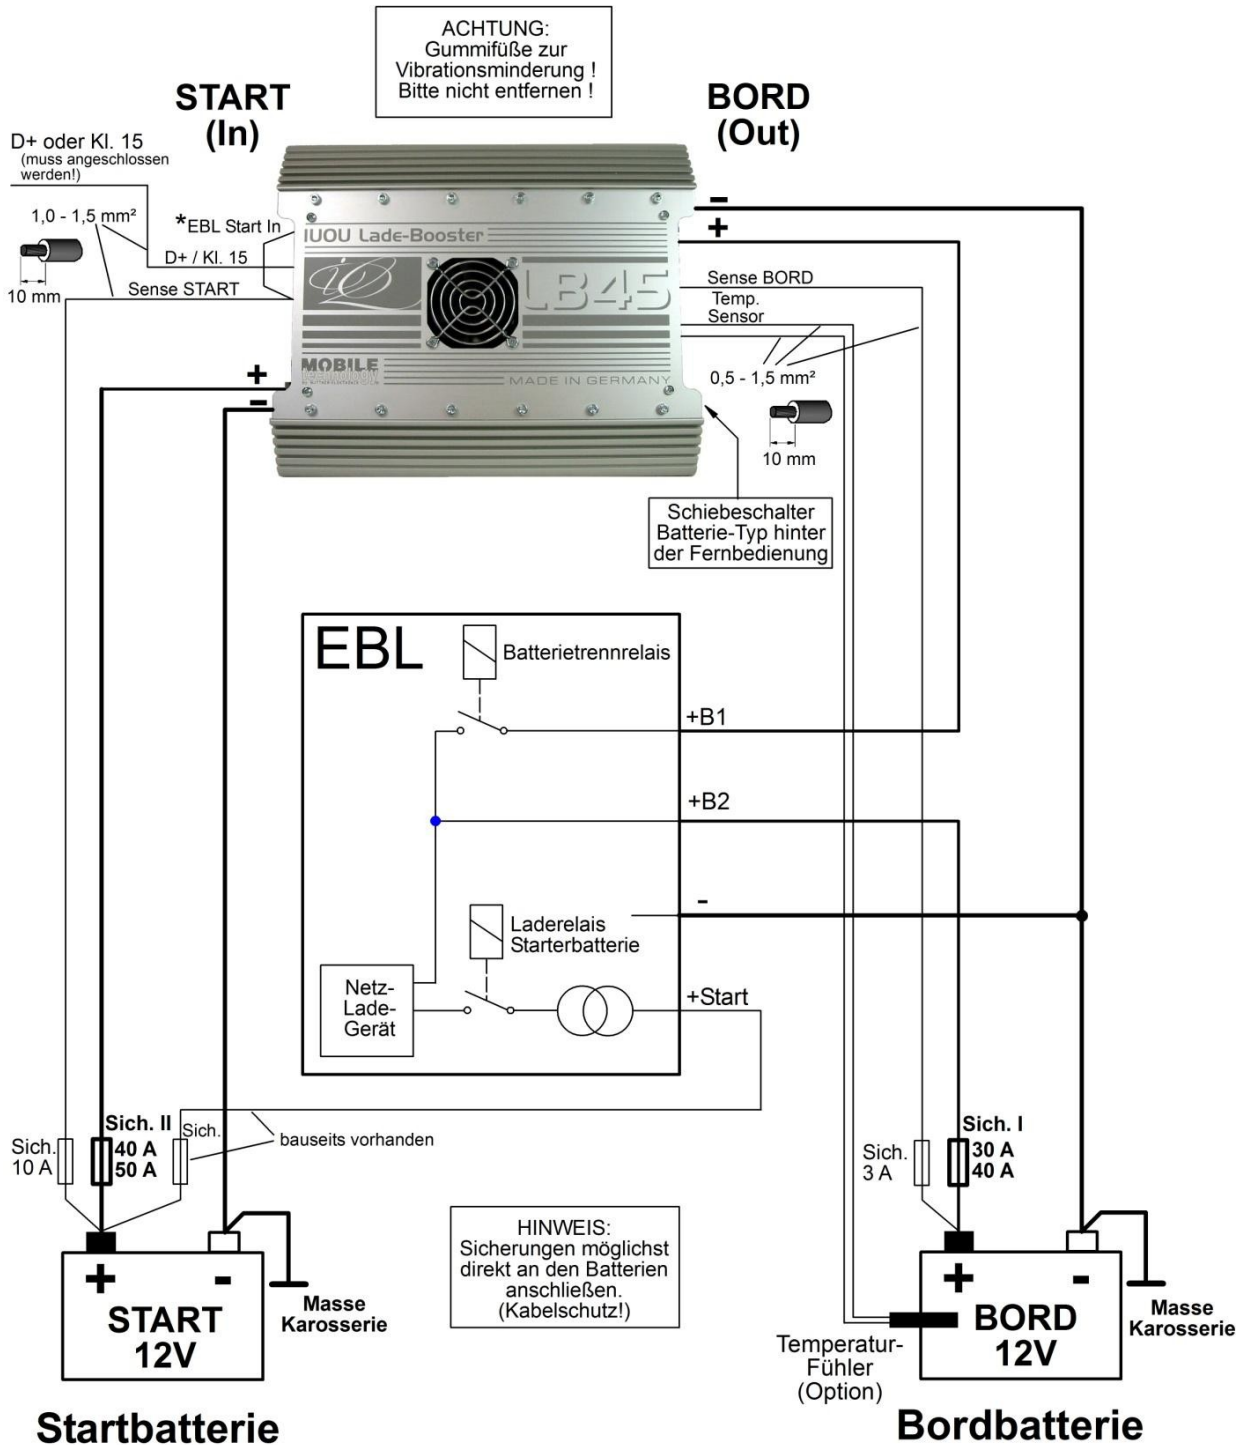 ACHTUNG:
Gummifüße zur
Vibrationsminderung !
Bitte nicht entfernen !
START
(In)
BORD
(Out)
D+ oder Kl. 15
(muss angeschlossen
werden!)
1,0 - 1,5 mm²
10 mm
*EBL Start In
D+ / Kl. 15
Sense START
+
-
IUOU Lade-Booster
LB45
MOBILE
MADE IN GERMANY
-
+
Sense BORD
Temp.
Sensor
0,5 - 1,5 mm²
10 mm
Schiebeschalter
Batterie-Typ hinter
der Fernbedienung
EBL
Batterietrennrelais
+B1
+B2
-
Laderelais
Starterbatterie
Netz-
Lade-
Gerät
+Start
Sich.
10 A
Sich. II
40 A
50 A
Sich.
bauseits vorhanden
Sich.
3 A
Sich. I
30 A
40 A
HINWEIS:
Sicherungen möglichst
direkt an den Batterien
anschließen.
(Kabelschutz!)
+ -
START
12V
Masse
Karosserie
Startbatterie
Temperatur-
Fühler
(Option)
+ -
BORD
12V
Masse
Karosserie
Bordbatterie